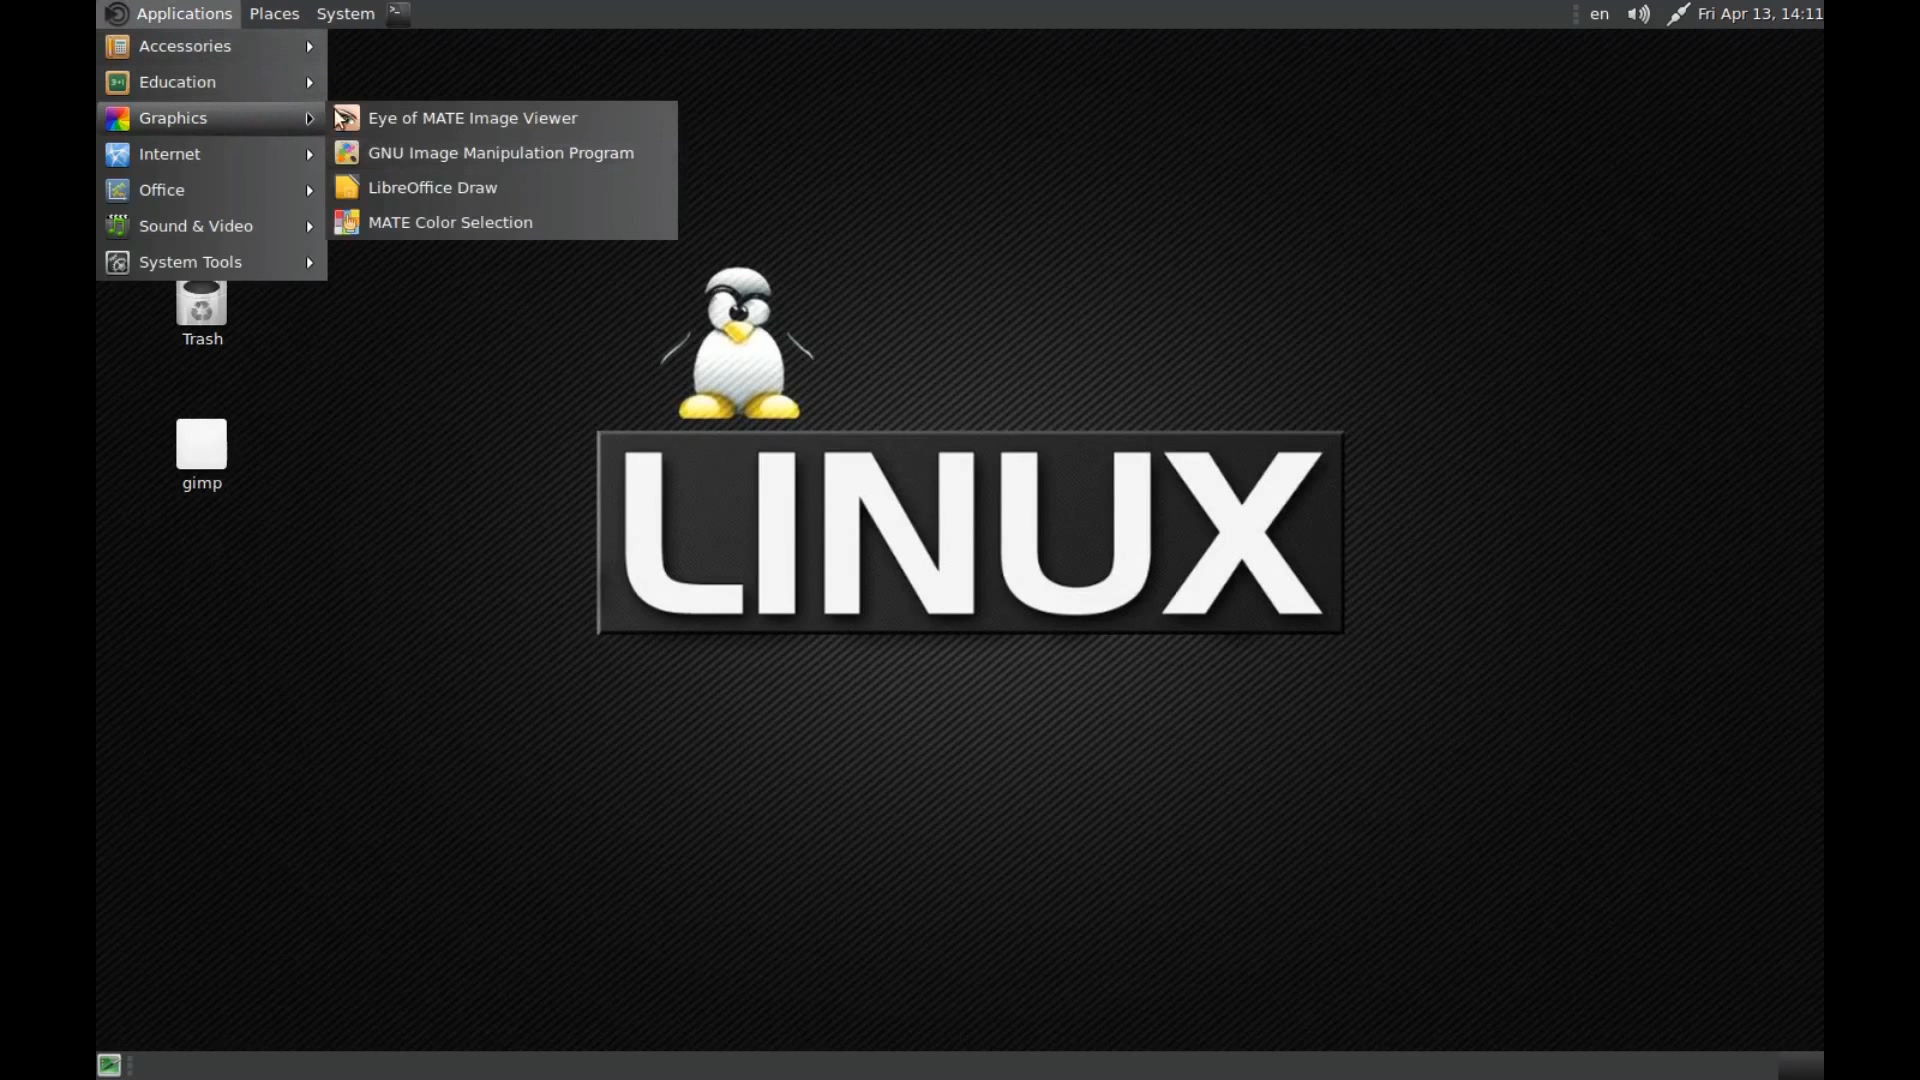 Applications Places System
en Fri Apr 13, 14:11
Accessories
Education
Graphics
Internet
Office
Sound & Video
System Tools
Eye of MATE Image Viewer
GNU Image Manipulation Program
LibreOffice Draw
MATE Color Selection
Trash
gimp
LINUX